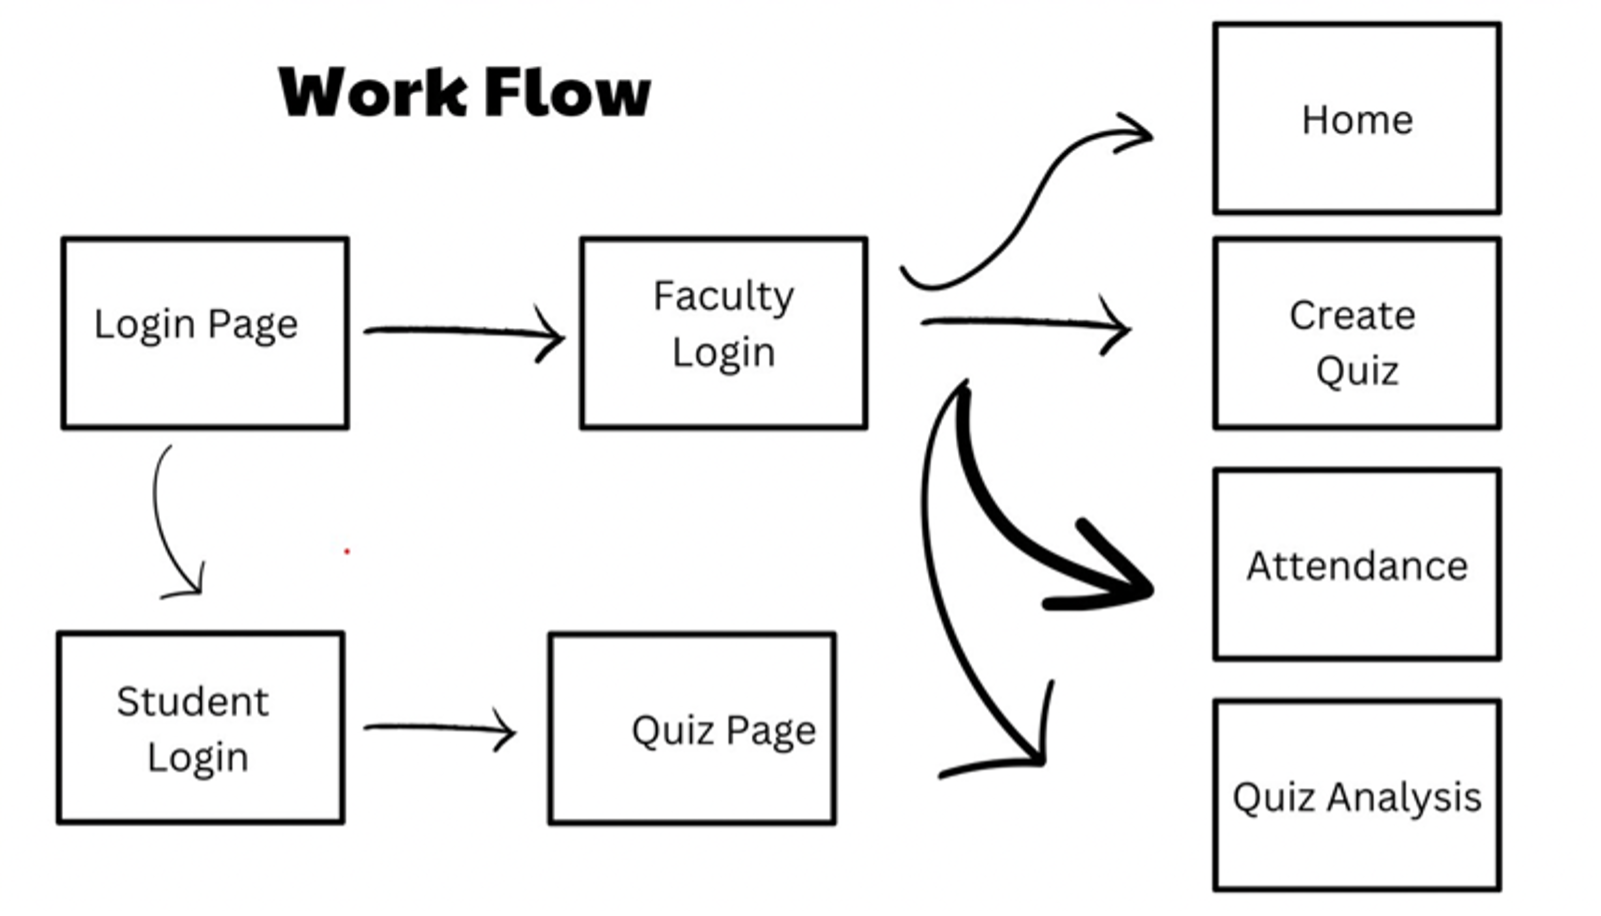 Work Flow
Home
Login Page
Faculty
Login
Create
Quiz
Attendance
Student
Login
Quiz Page
Quiz Analysis